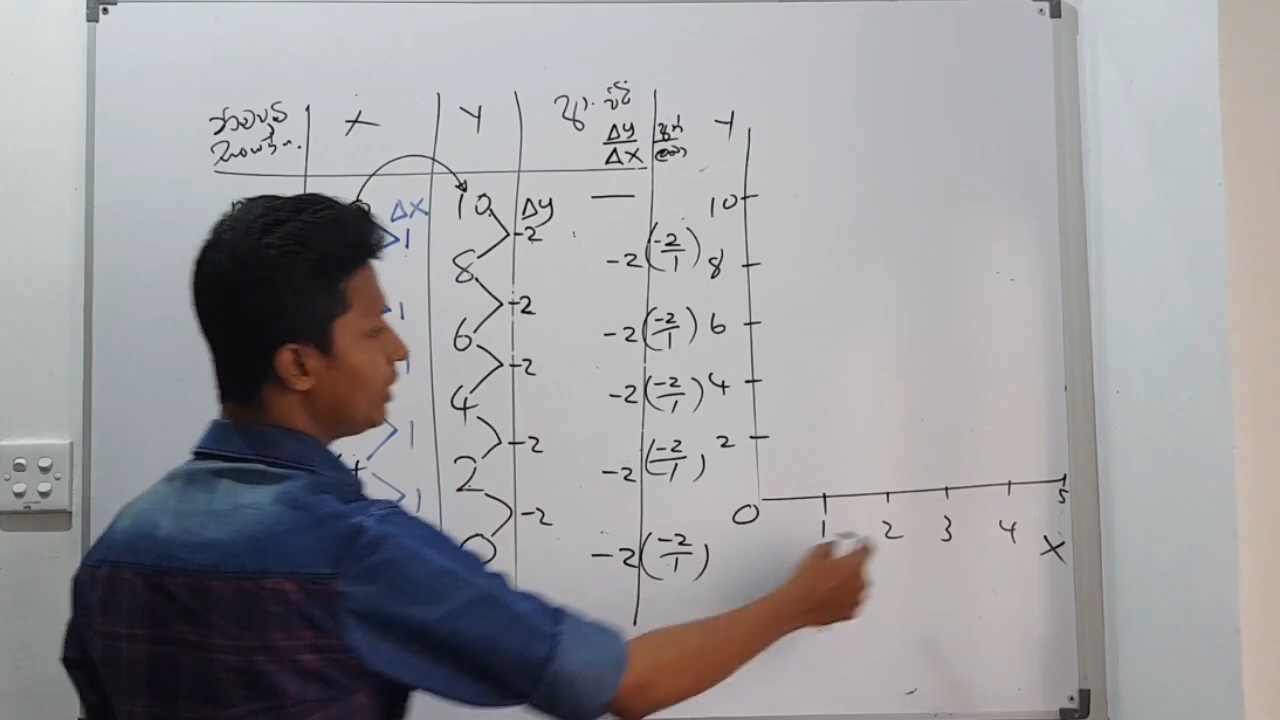 X Y
ΔY/ΔX
Y
ΔX 10 ΔY — 10
1 -2
8 -2 (-2/1) 8
1 -2
6 -2 (-2/1) 6
1 -2
4 -2 (-2/1) 4
1 -2
2 -2 (-2/1) 2
1 -2
0 -2 (-2/1)
0 1 2 3 4 5
X